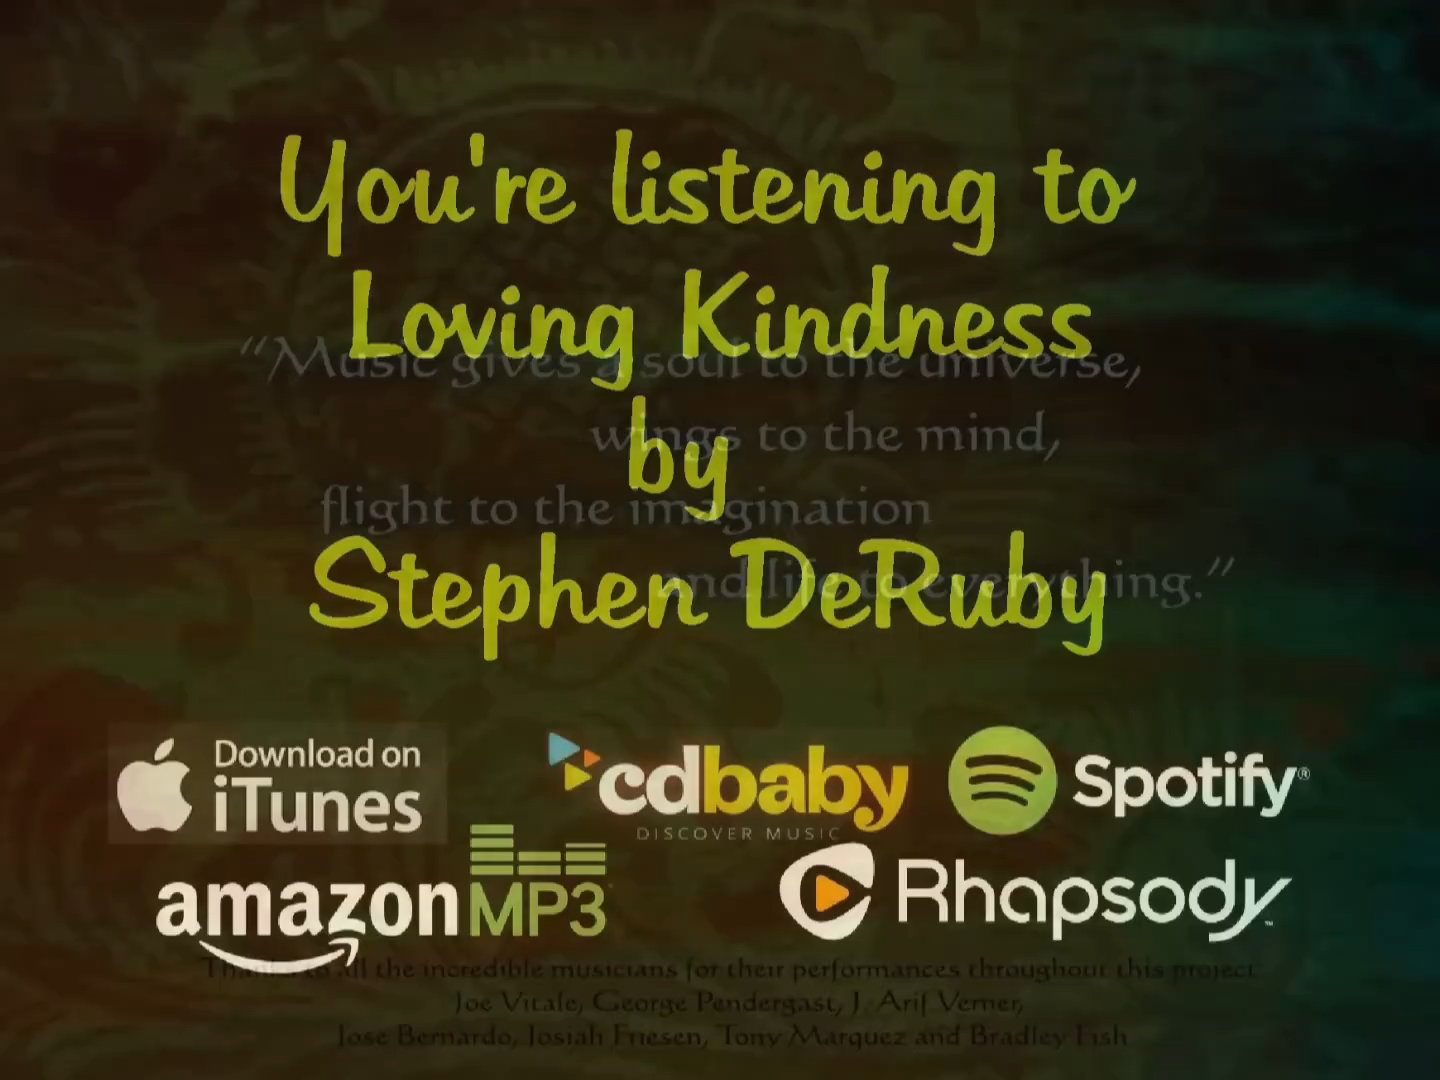 You're listening to
Loving Kindness
"Music gives a soul to the universe,
wings to the mind,
by
flight to the imagination
Stephen DeRuby
and life to everything."
Download on
iTunes
cdbaby
DISCOVER MUSIC
Spotify®
amazonMP3
Rhapsody™
Thanks to all the incredible musicians for their performances throughout this project
Joe Vitale, George Pendergast, J. Arif Verner,
Jose Bernardo, Josiah Friesen, Tony Marquez and Bradley Fish